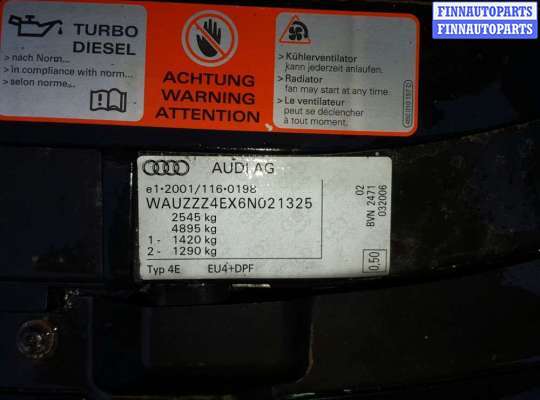 FINNAUTOPARTS
FINNAUTOPARTS
TURBO
DIESEL
> nach Norm...
> in compliance with norm...
> selon norme...
ACHTUNG
WARNING
ATTENTION
> Kühlerventilator
kann jederzeit anlaufen.
> Radiator
fan may start at any time.
> Le ventilateur
peut se déclencher
à tout moment.
AUDI AG
e1*2001/116*0198
WAUZZZ4EX6N021325
2545 kg
4895 kg
1- 1420 kg
2- 1290 kg
Typ 4E EU4+DPF
02
BVN 2471
032006
0,50